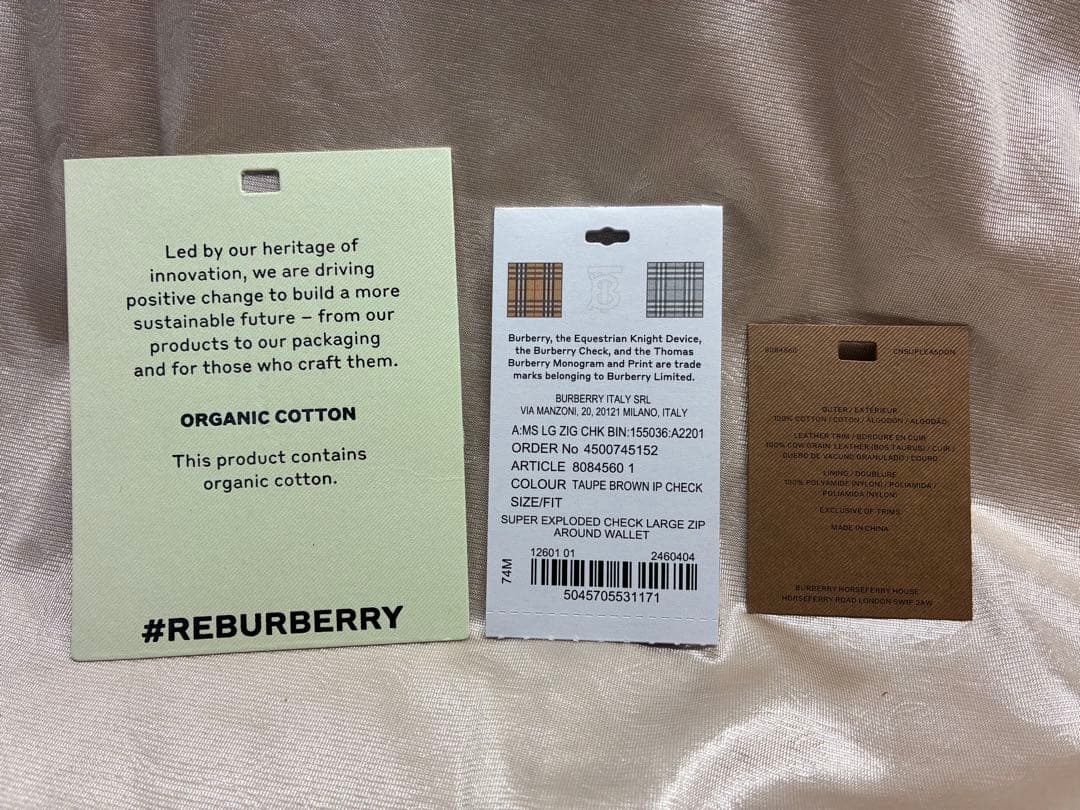 Led by our heritage of
innovation, we are driving
positive change to build a more
sustainable future – from our
products to our packaging
and for those who craft them.
ORGANIC COTTON
This product contains
organic cotton.
#REBURBERRY
Burberry, the Equestrian Knight Device,
the Burberry Check, and the Thomas
Burberry Monogram and Print are trade
marks belonging to Burberry Limited.
BURBERRY ITALY SRL
VIA MANZONI, 20, 20121 MILANO, ITALY
A:MS LG ZIG CHK BIN:155036:A2201
ORDER No 4500745152
ARTICLE 8084560 1
COLOUR TAUPE BROWN IP CHECK
SIZE/FIT
SUPER EXPLODED CHECK LARGE ZIP
AROUND WALLET
12601 01 2460404
74M
5045705531171
8084560 CNSUPLEASDON
OUTER / EXTÉRIEUR
100% COTTON / COTON / ALGODÓN / ALGODÃO;
LEATHER TRIM / BORDURE EN CUIR
100% COW GRAIN LEATHER (BOS TAURUS) / CUIR /
CUERO DE VACUNO GRANULADO / COURO
LINING / DOUBLURE
100% POLYAMIDE (NYLON) / POLIAMIDA /
POLIAMIDA (NYLON)
EXCLUSIVE OF TRIMS
MADE IN CHINA
BURBERRY HORSEFERRY HOUSE
HORSEFERRY ROAD LONDON SW1P 2AW